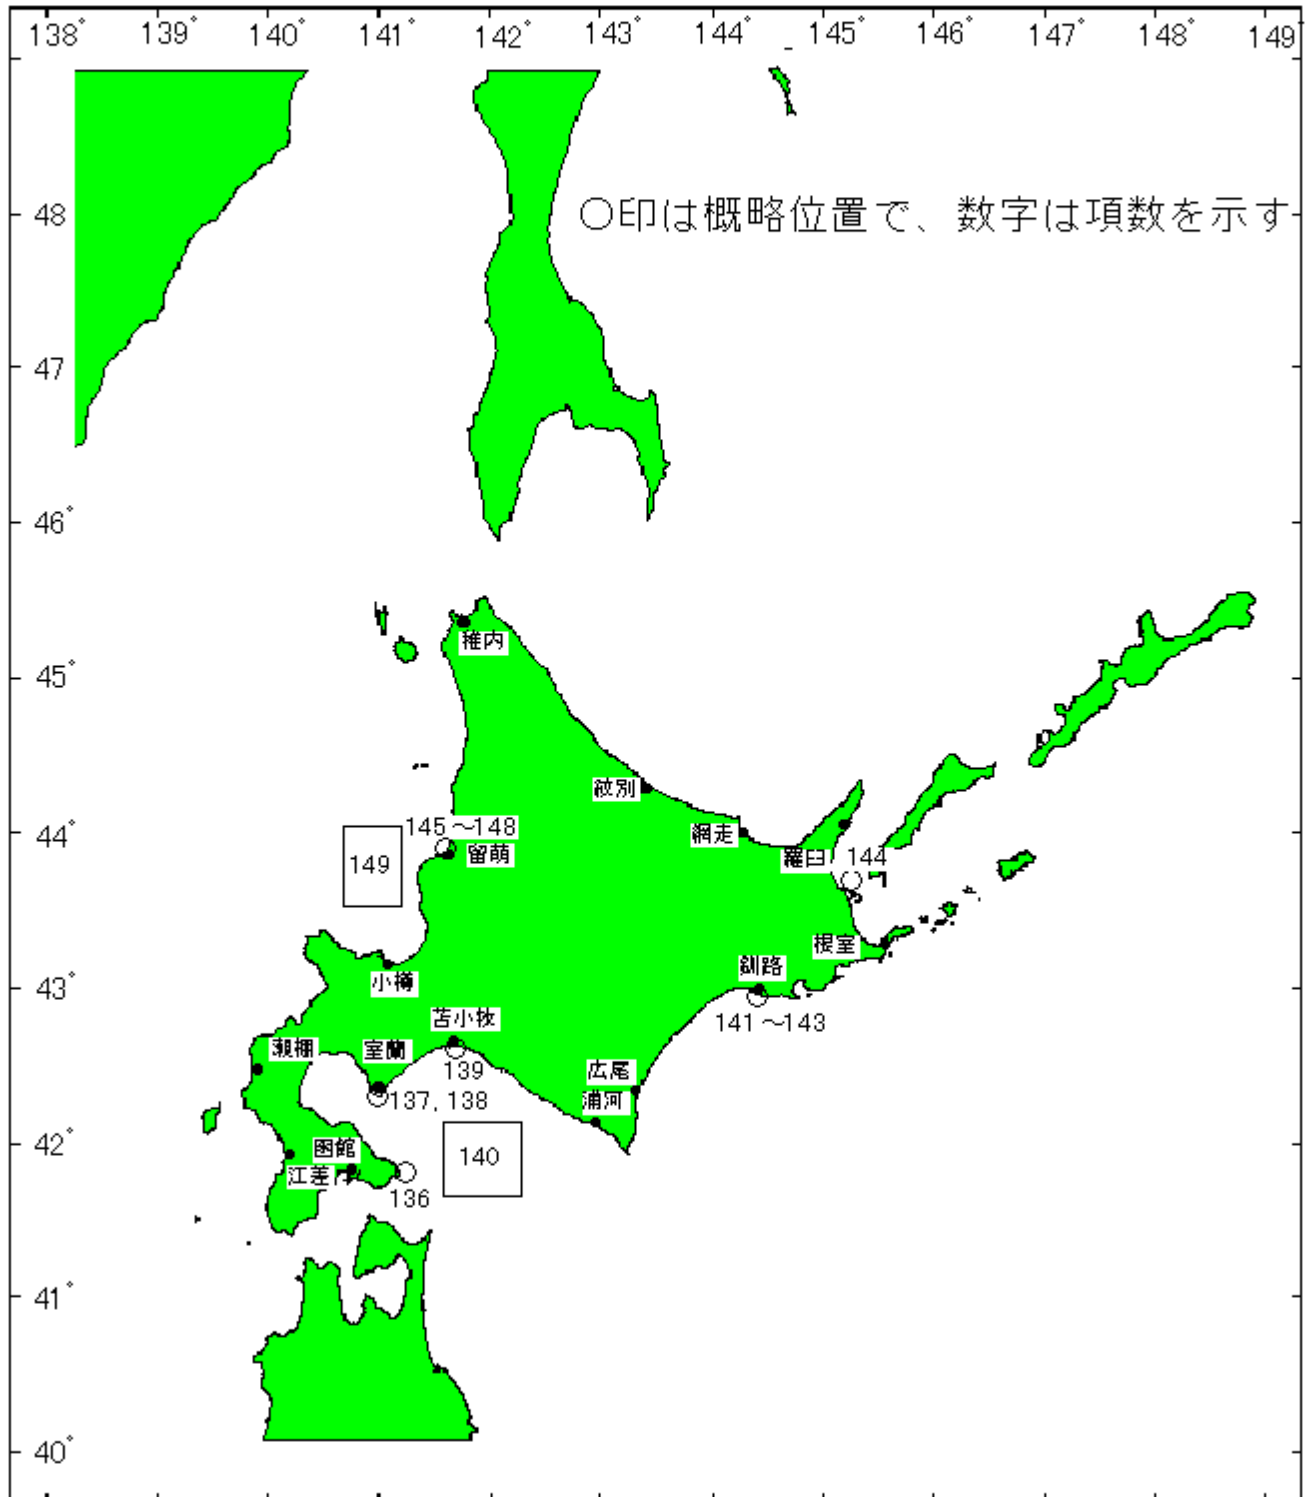 138° 139° 140° 141° 142° 143° 144° 145° 146° 147° 148° 149°
48° ○印は概略位置で、数字は項数を示す
47°
46°
稚内
45°
紋別
44°
145～148
網走
149
留萌
羅臼 144
根室
釧路
43°
小樽
苫小牧
141～143
瀬棚
室蘭
139
広尾
137, 138
浦河
42°
函館
140
江差
136
41°
40°